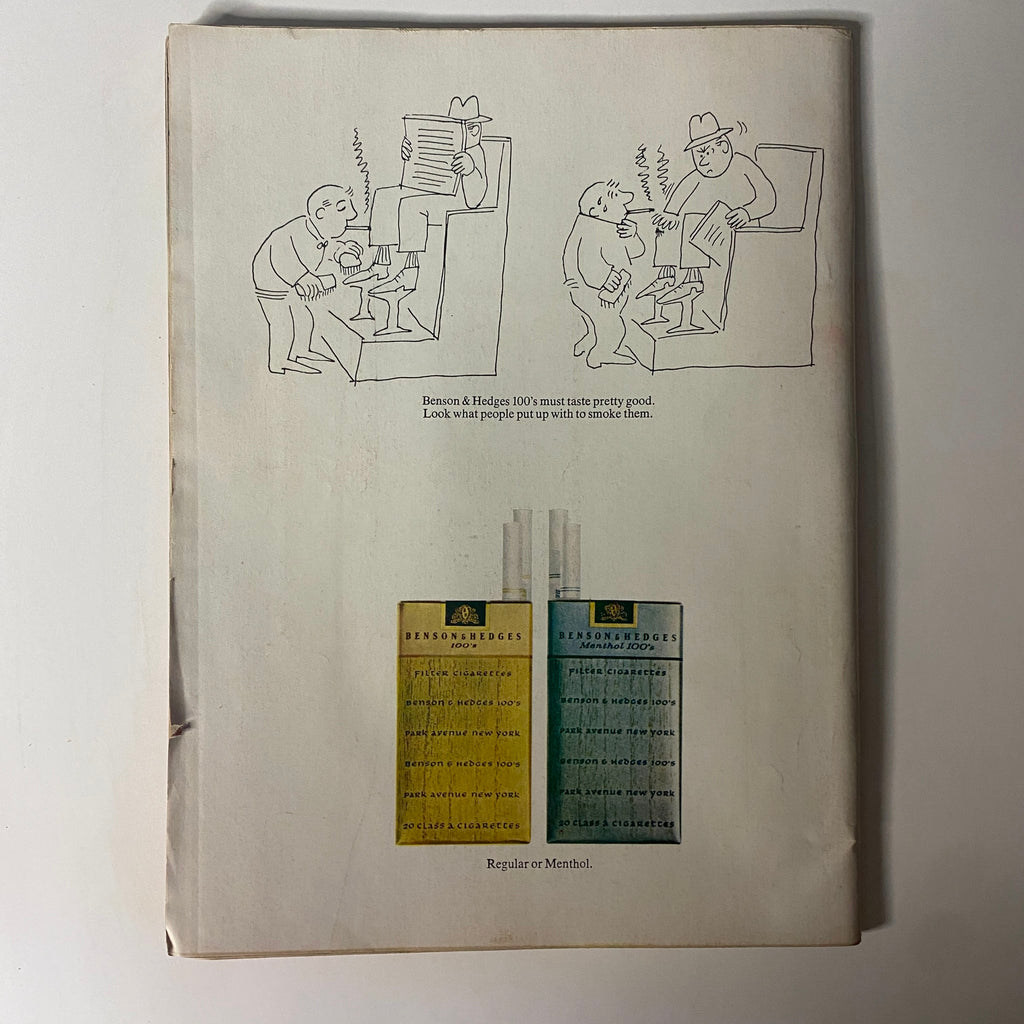 Benson & Hedges 100's must taste pretty good.
Look what people put up with to smoke them.
BENSON & HEDGES
100's
FILTER CIGARETTES
BENSON & HEDGES 100'S
PARK AVENUE NEW YORK
BENSON & HEDGES 100'S
PARK AVENUE NEW YORK
20 CLASS A CIGARETTES
BENSON & HEDGES
Menthol 100's
FILTER CIGARETTES
BENSON & HEDGES 100'S
PARK AVENUE NEW YORK
BENSON & HEDGES 100'S
PARK AVENUE NEW YORK
20 CLASS A CIGARETTES
Regular or Menthol.